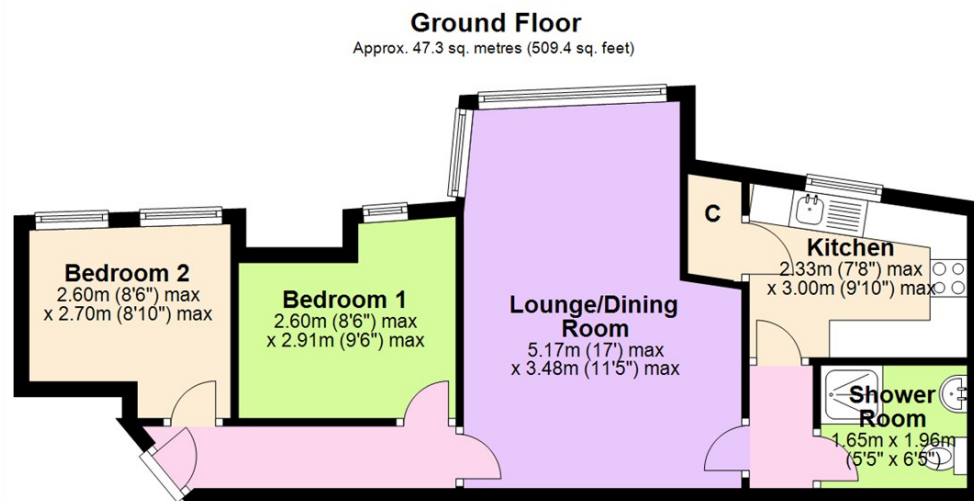 Ground Floor
Approx. 47.3 sq. metres (509.4 sq. feet)
Bedroom 2
2.60m (8'6") max
x 2.70m (8'10") max
Bedroom 1
2.60m (8'6") max
x 2.91m (9'6") max
Lounge/Dining
Room
5.17m (17') max
x 3.48m (11'5") max
C
Kitchen
2.33m (7'8") max
x 3.00m (9'10") max
Shower
Room
1.65m x 1.96m
(5'5" x 6'5")